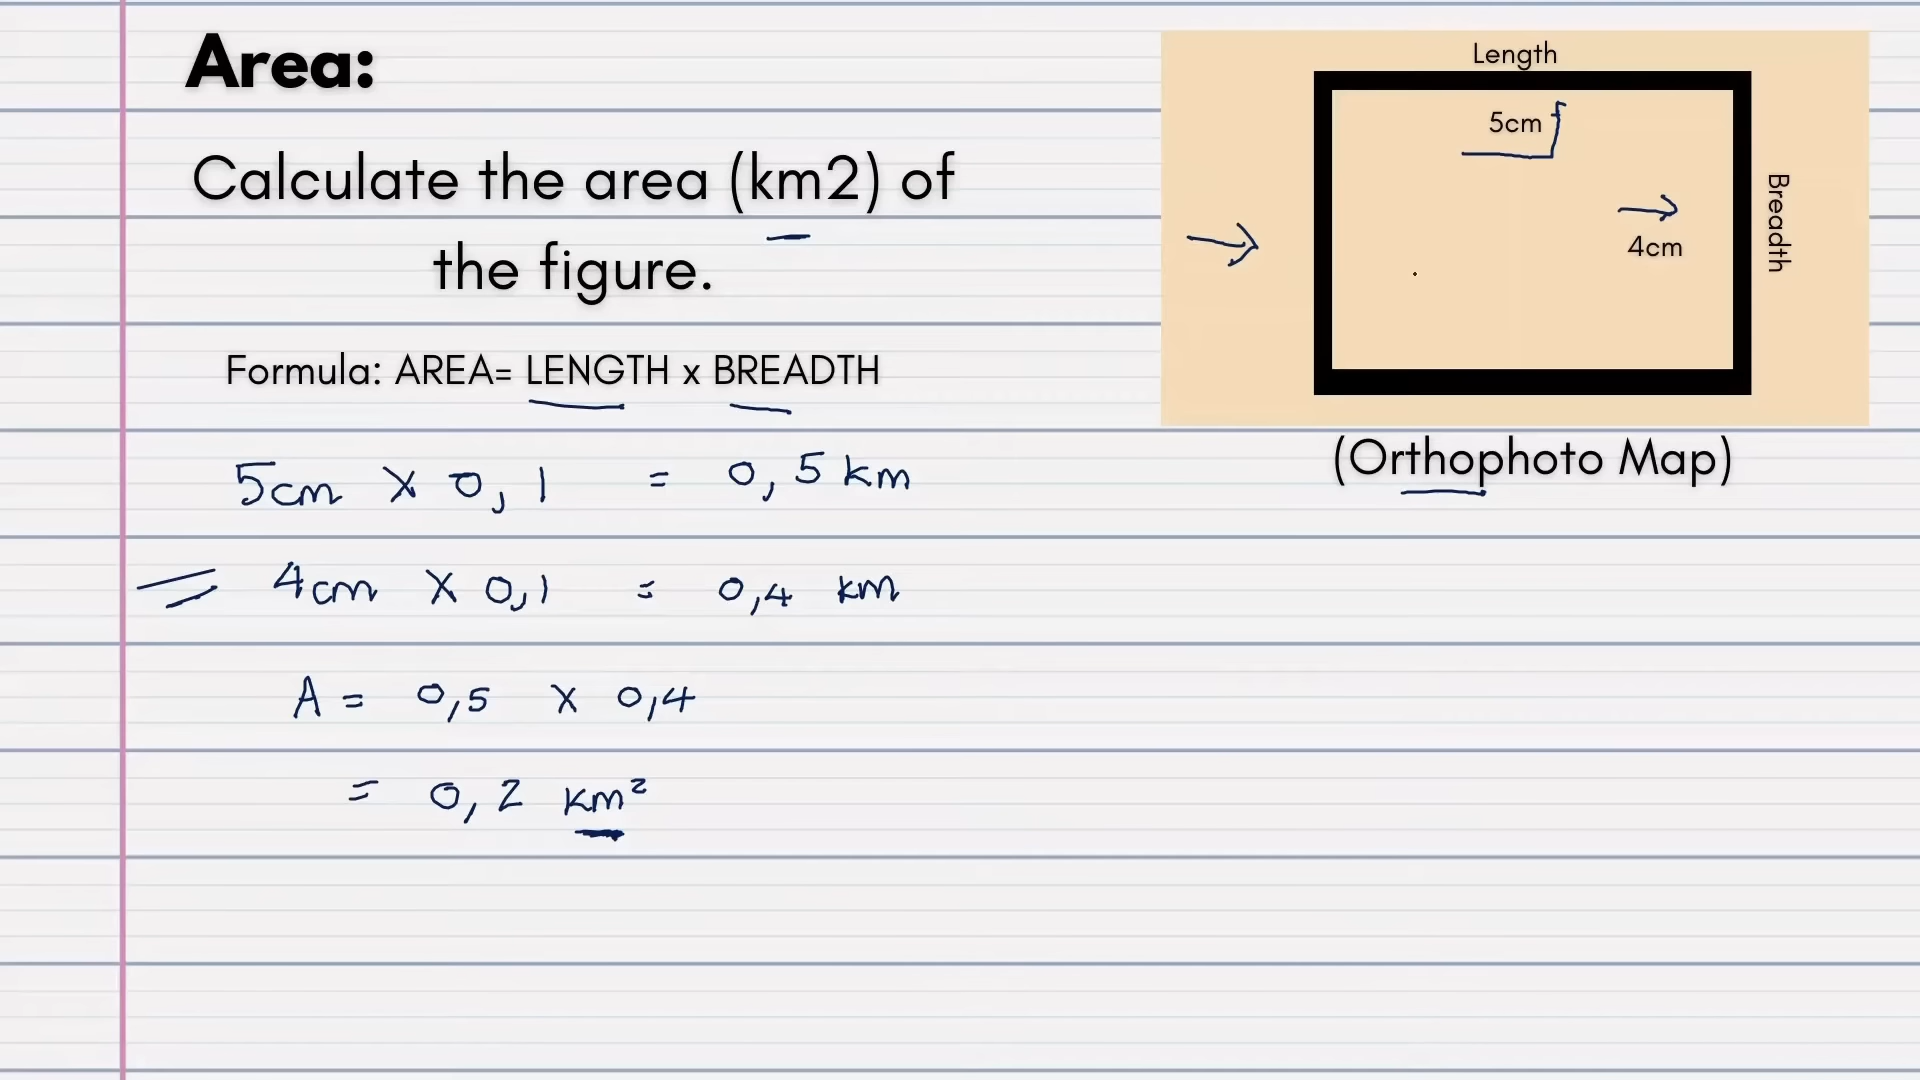 Area:
Calculate the area (km2) of
the figure.
Formula: AREA= LENGTH x BREADTH
5cm X 0,1 = 0,5 km
4cm X 0,1 = 0,4 km
A = 0,5 X 0,4
= 0,2 km²
Length
5cm
4cm
Breadth
(Orthophoto Map)